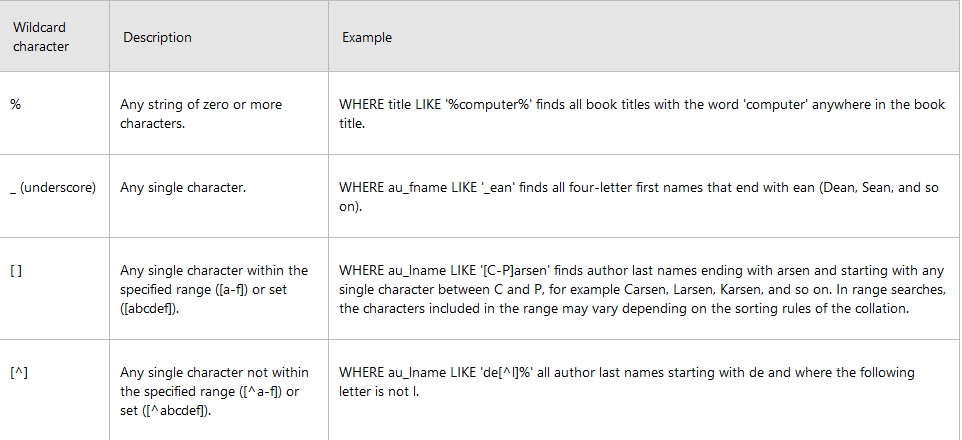 Wildcard
character
Description
Example
%
Any string of zero or more
characters.
WHERE title LIKE '%computer%' finds all book titles with the word 'computer' anywhere in the book
title.
_ (underscore)
Any single character.
WHERE au_fname LIKE '_ean' finds all four-letter first names that end with ean (Dean, Sean, and so
on).
[ ]
Any single character within the
specified range ([a-f]) or set
([abcdef]).
WHERE au_lname LIKE '[C-P]arsen' finds author last names ending with arsen and starting with any
single character between C and P, for example Carsen, Larsen, Karsen, and so on. In range searches,
the characters included in the range may vary depending on the sorting rules of the collation.
[^]
Any single character not within
the specified range ([^a-f]) or
set ([^abcdef]).
WHERE au_lname LIKE 'de[^l]%' all author last names starting with de and where the following
letter is not l.